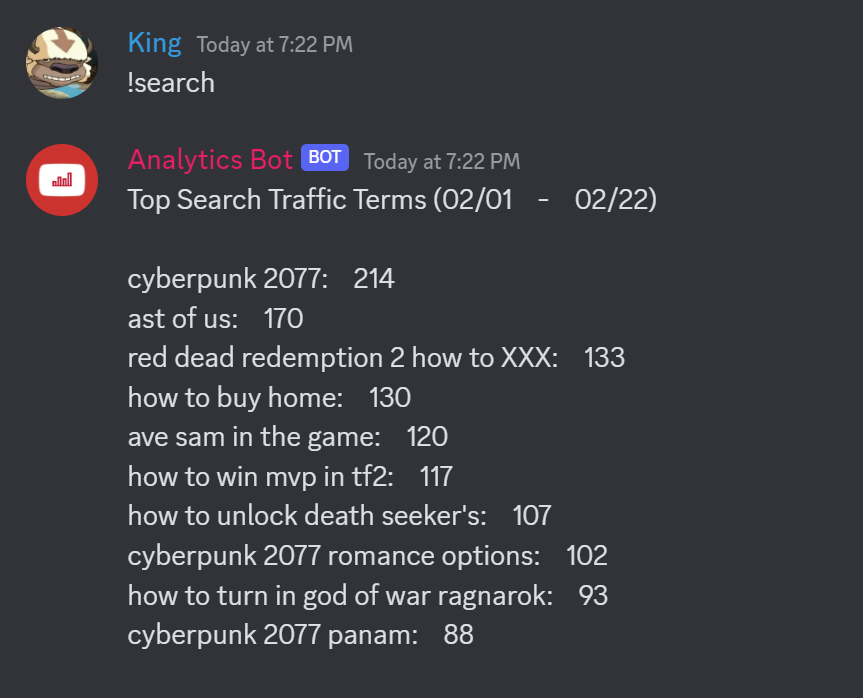 King Today at 7:22 PM
!search
Analytics Bot BOT Today at 7:22 PM
Top Search Traffic Terms (02/01 - 02/22)
cyberpunk 2077: 214
ast of us: 170
red dead redemption 2 how to XXX: 133
how to buy home: 130
ave sam in the game: 120
how to win mvp in tf2: 117
how to unlock death seeker's: 107
cyberpunk 2077 romance options: 102
how to turn in god of war ragnarok: 93
cyberpunk 2077 panam: 88